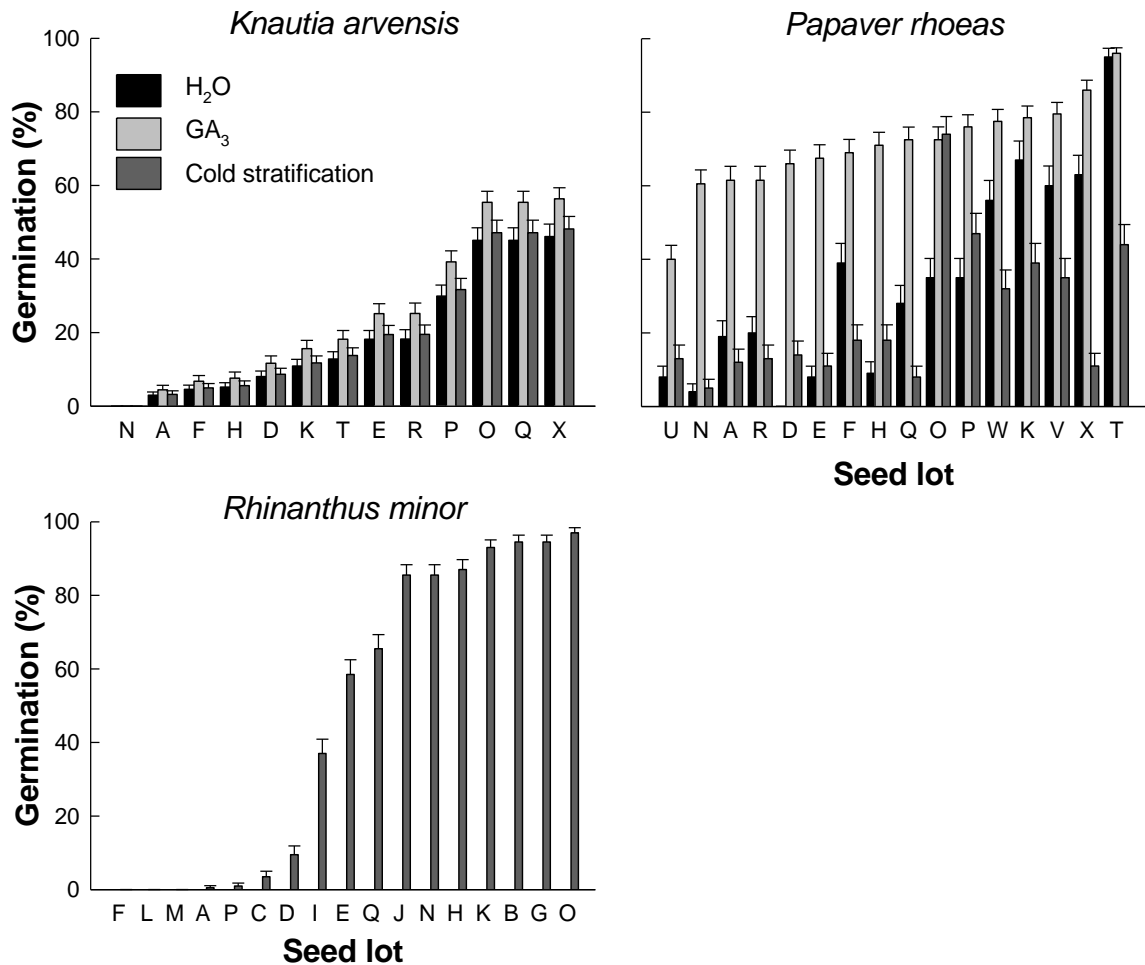 Knautia arvensis
Papaver rhoeas
100
80
60
40
20
0
Germination (%)
H₂O
GA₃
Cold stratification
N A F H D K T E R P O Q X
U N A R D E F H Q O P W K V X T
Seed lot
Rhinanthus minor
100
80
60
40
20
0
Germination (%)
F L M A P C D I E Q J N H K B G O
Seed lot